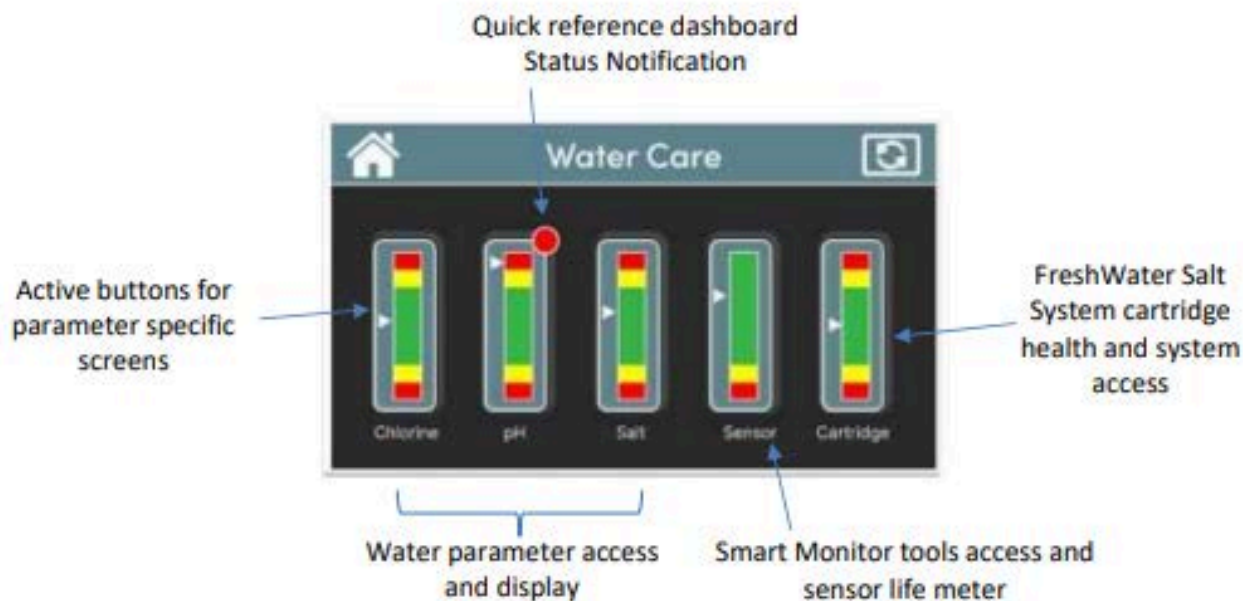 Quick reference dashboard
Status Notification
Water Care
Active buttons for
parameter specific
screens
FreshWater Salt
System cartridge
health and system
access
Chlorine
pH
Salt
Sensor
Cartridge
Water parameter access
and display
Smart Monitor tools access and
sensor life meter